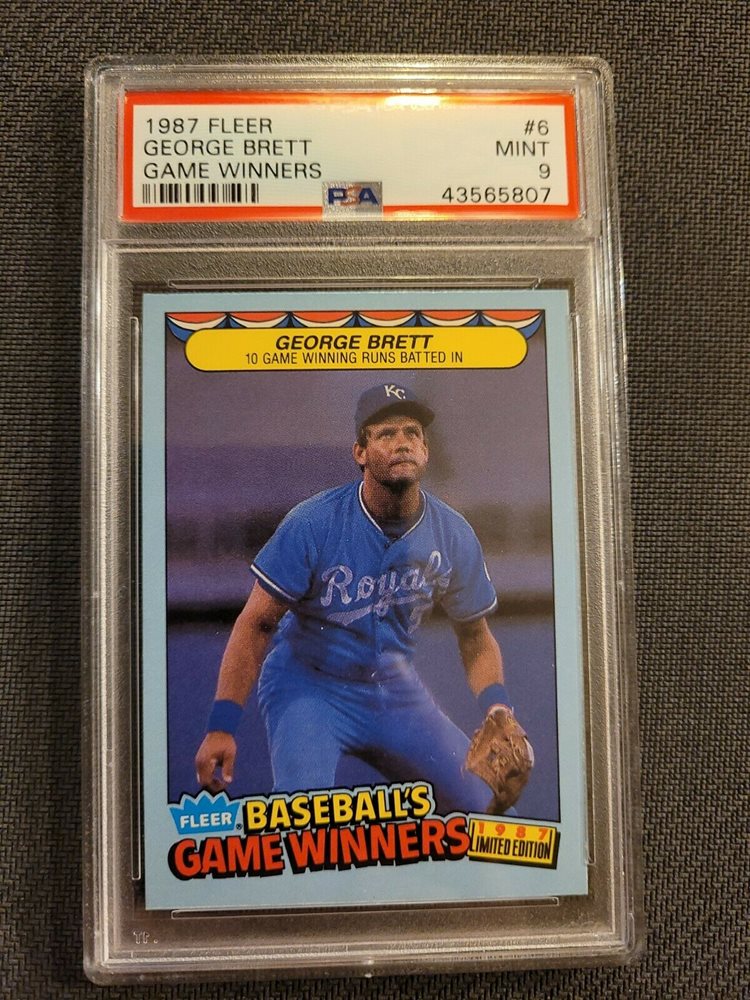 1987 FLEER #6
GEORGE BRETT MINT
GAME WINNERS 9
PSA 43565807
GEORGE BRETT
10 GAME WINNING RUNS BATTED IN
KC
Royals
5
FLEER®
BASEBALL'S
GAME WINNERS
1987
LIMITED EDITION